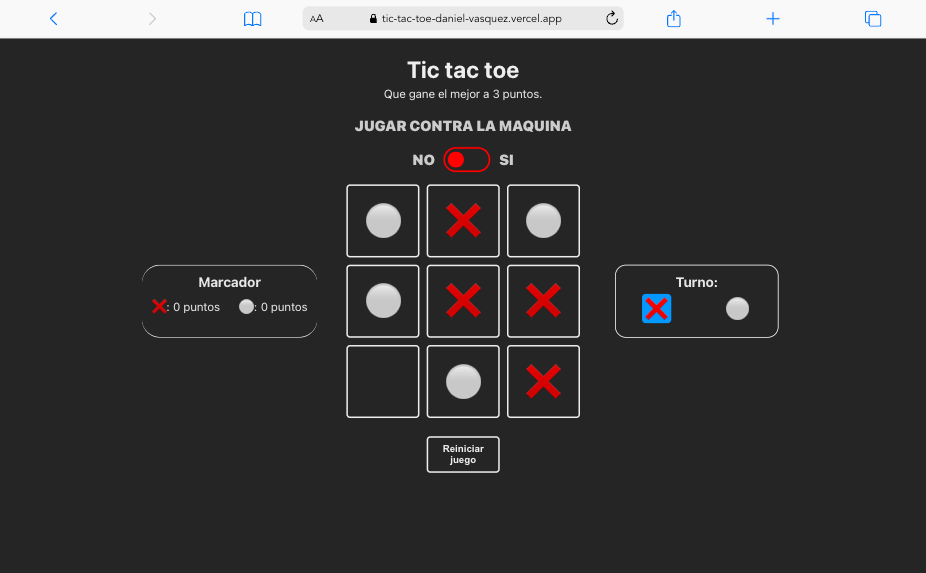 AA tic-tac-toe-daniel-vasquez.vercel.app
Tic tac toe
Que gane el mejor a 3 puntos.
JUGAR CONTRA LA MAQUINA
NO SI
Marcador
❌: 0 puntos ⚪: 0 puntos
Turno:
Reiniciar
juego